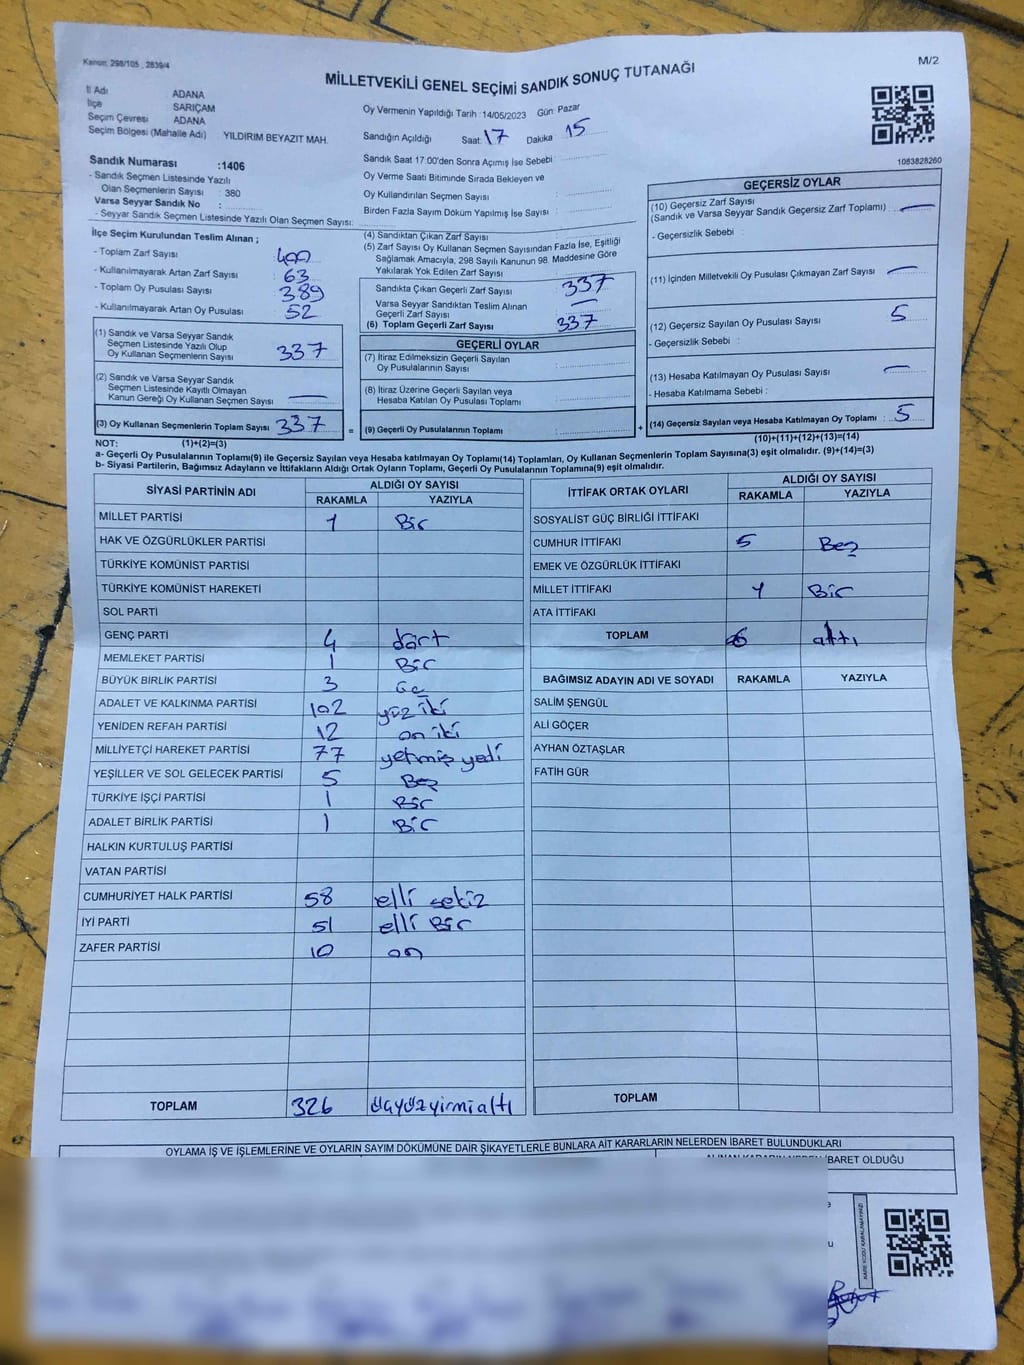 Kanun: 298/105 , 2839/4
MİLLETVEKİLİ GENEL SEÇİMİ SANDIK SONUÇ TUTANAĞI
M/2
İl Adı ADANA
İlçe SARIÇAM
Seçim Çevresi ADANA
Seçim Bölgesi (Mahalle Adı) YILDIRIM BEYAZIT MAH.
Oy Vermenin Yapıldığı Tarih :14/05/2023 Gün Pazar
Sandığın Açıldığı Saat 17 Dakika 15
1083828260
Sandık Numarası :1406
- Sandık Seçmen Listesinde Yazılı
Olan Seçmenlerin Sayısı : 380
Varsa Seyyar Sandık No :
- Seyyar Sandık Seçmen Listesinde Yazılı Olan Seçmen Sayısı:
Sandık Saat 17:00'den Sonra Açımış İse Sebebi :
Oy Verme Saati Bitiminde Sırada Bekleyen ve
Oy Kullandırılan Seçmen Sayısı :
Birden Fazla Sayım Döküm Yapılmış İse Sayısı :
İlçe Seçim Kurulundan Teslim Alınan ;
- Toplam Zarf Sayısı : 400
- Kullanılmayarak Artan Zarf Sayısı : 63
- Toplam Oy Pusulası Sayısı : 389
- Kullanılmayarak Artan Oy Pusulası : 52
(1) Sandık ve Varsa Seyyar Sandık
Seçmen Listesinde Yazılı Olup
Oy Kullanan Seçmenlerin Sayısı : 337
(2) Sandık ve Varsa Seyyar Sandık
Seçmen Listesinde Kayıtlı Olmayan
Kanun Gereği Oy Kullanan Seçmen Sayısı : —
(3) Oy Kullanan Seçmenlerin Toplam Sayısı : 337 =
(4) Sandıktan Çıkan Zarf Sayısı :
(5) Zarf Sayısı Oy Kullanan Seçmen Sayısından Fazla İse, Eşitliği
Sağlamak Amacıyla, 298 Sayılı Kanunun 98. Maddesine Göre
Yakılarak Yok Edilen Zarf Sayısı :
Sandıkta Çıkan Geçerli Zarf Sayısı : 337
Varsa Seyyar Sandıktan Teslim Alınan
Geçerli Zarf Sayısı : —
(6) Toplam Geçerli Zarf Sayısı : 337
GEÇERLİ OYLAR
(7) İtiraz Edilmeksizin Geçerli Sayılan
Oy Pusulalarının Sayısı :
(8) İtiraz Üzerine Geçerli Sayılan veya
Hesaba Katılan Oy Pusulası Toplamı :
(9) Geçerli Oy Pusulalarının Toplamı : +
GEÇERSİZ OYLAR
(10) Geçersiz Zarf Sayısı
(Sandık ve Varsa Seyyar Sandık Geçersiz Zarf Toplamı) : —
- Geçersizlik Sebebi :
(11) İçinden Milletvekili Oy Pusulası Çıkmayan Zarf Sayısı : —
(12) Geçersiz Sayılan Oy Pusulası Sayısı : 5
- Geçersizlik Sebebi :
(13) Hesaba Katılmayan Oy Pusulası Sayısı : —
- Hesaba Katılmama Sebebi :
(14) Geçersiz Sayılan veya Hesaba Katılmayan Oy Toplamı : 5
NOT: (1)+(2)=(3)
(10)+(11)+(12)+(13)=(14)
a- Geçerli Oy Pusulalarının Toplamı(9) ile Geçersiz Sayılan veya Hesaba katılmayan Oy Toplamı(14) Toplamları, Oy Kullanan Seçmenlerin Toplam Sayısına(3) eşit olmalıdır. (9)+(14)=(3)
b- Siyasi Partilerin, Bağımsız Adayların ve İttifakların Aldığı Ortak Oyların Toplamı, Geçerli Oy Pusulalarının Toplamına(9) eşit olmalıdır.
SİYASİ PARTİNİN ADI ALDIĞI OY SAYISI
RAKAMLA YAZIYLA
MİLLET PARTİSİ 1 Bir
HAK VE ÖZGÜRLÜKLER PARTİSİ
TÜRKİYE KOMÜNİST PARTİSİ
TÜRKİYE KOMÜNİST HAREKETİ
SOL PARTİ
GENÇ PARTİ 4 dört
MEMLEKET PARTİSİ 1 Bir
BÜYÜK BİRLİK PARTİSİ 3 üç
ADALET VE KALKINMA PARTİSİ 102 yüz iki
YENİDEN REFAH PARTİSİ 12 on iki
MİLLİYETÇİ HAREKET PARTİSİ 77 yetmiş yedi
YEŞİLLER VE SOL GELECEK PARTİSİ 5 Beş
TÜRKİYE İŞÇİ PARTİSİ 1 Bir
ADALET BİRLİK PARTİSİ 1 Bir
HALKIN KURTULUŞ PARTİSİ
VATAN PARTİSİ
CUMHURİYET HALK PARTİSİ 58 elli sekiz
İYİ PARTİ 51 elli Bir
ZAFER PARTİSİ 10 on
TOPLAM 326 üçyüzyirmialtı
İTTİFAK ORTAK OYLARI ALDIĞI OY SAYISI
RAKAMLA YAZIYLA
SOSYALİST GÜÇ BİRLİĞİ İTTİFAKI
CUMHUR İTTİFAKI 5 Beş
EMEK VE ÖZGÜRLÜK İTTİFAKI
MİLLET İTTİFAKI 1 Bir
ATA İTTİFAKI
TOPLAM 6 altı
BAĞIMSIZ ADAYIN ADI VE SOYADI RAKAMLA YAZIYLA
SALİM ŞENGÜL
ALİ GÖÇER
AYHAN ÖZTAŞLAR
FATİH GÜR
TOPLAM
OYLAMA İŞ VE İŞLEMLERİNE VE OYLARIN SAYIM DÖKÜMÜNE DAİR ŞİKAYETLERLE BUNLARA AİT KARARLARIN NELERDEN İBARET BULUNDUKLARI
İBARET OLDUĞU
KARE KODU KARALAMAYINIZ!